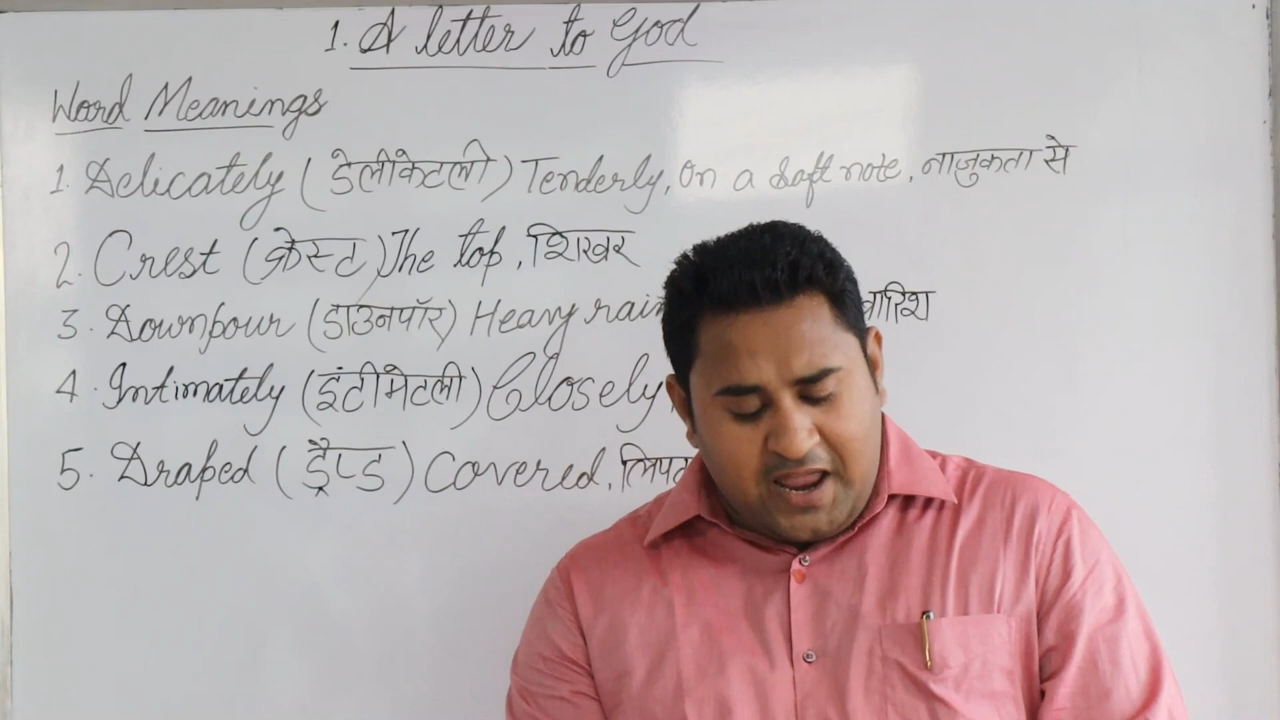 1. A letter to God
Word Meanings
1. Delicately (डेलीकेटली) Tenderly, On a soft note, नाजुकता से
2. Crest (क्रेस्ट) The top, शिखर
3. Downpour (डाउनपॉर) Heavy rain बारिश
4. Intimately (इंटीमेटली) Closely
5. Draped (ड्रैप्ड) Covered,